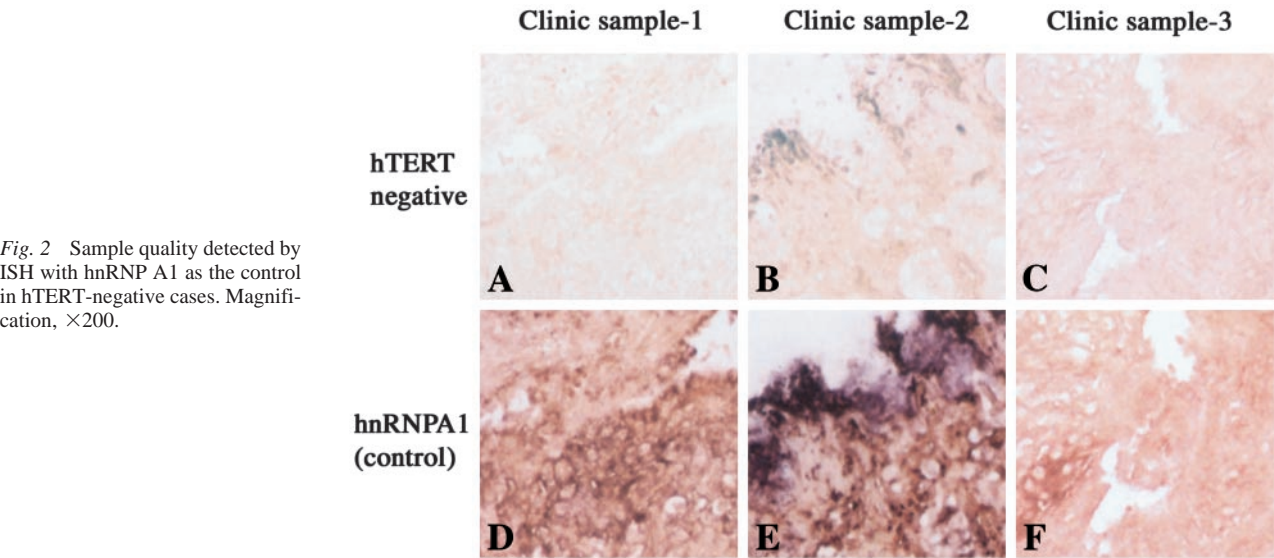 Clinic sample-1 Clinic sample-2 Clinic sample-3
hTERT
negative
A B C
Fig. 2 Sample quality detected by
ISH with hnRNP A1 as the control
in hTERT-negative cases. Magnifi-
cation, ×200.
hnRNPA1
(control)
D E F